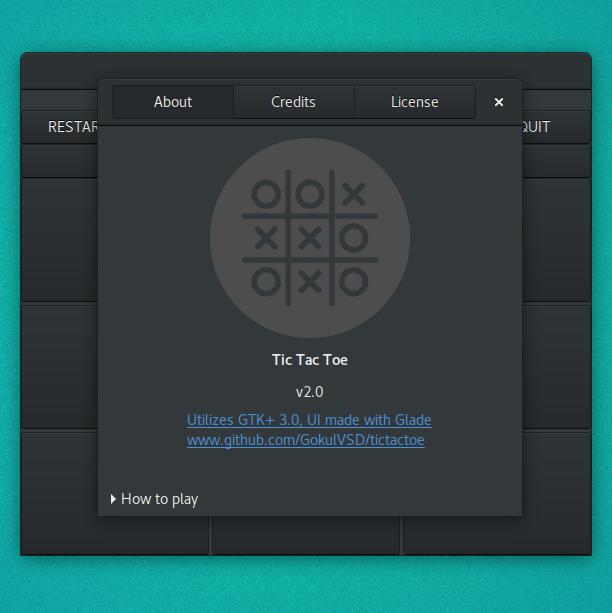 About Credits License
RESTAR
QUIT
Tic Tac Toe
v2.0
Utilizes GTK+ 3.0, UI made with Glade
www.github.com/GokulVSD/tictactoe
How to play